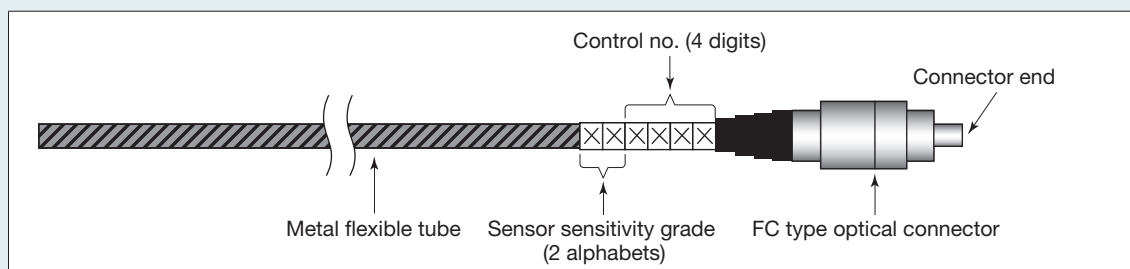 Control no. (4 digits)
Connector end
Metal flexible tube
Sensor sensitivity grade
(2 alphabets)
FC type optical connector